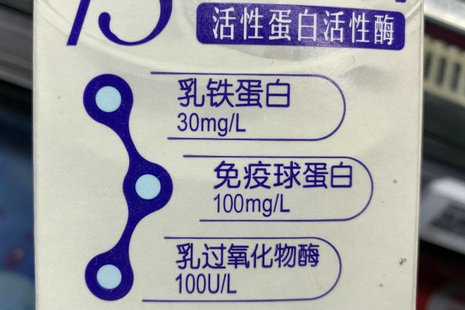 75
活性蛋白活性酶
乳铁蛋白
30mg/L
免疫球蛋白
100mg/L
乳过氧化物酶
100U/L